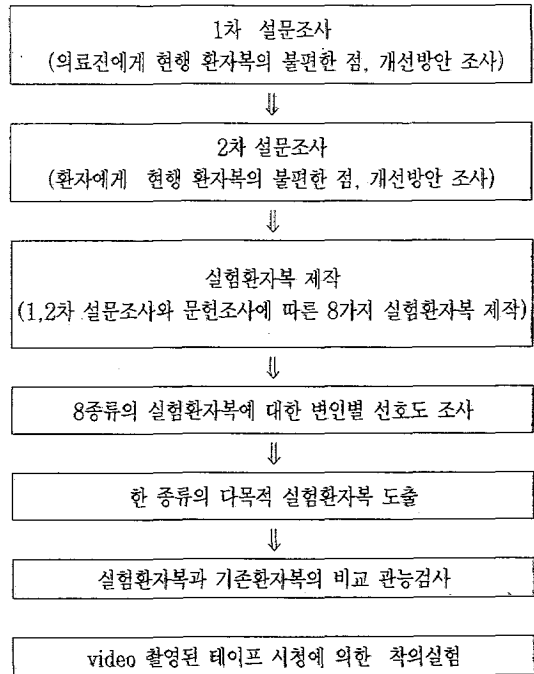 1차 설문조사
(의료진에게 현행 환자복의 불편한 점, 개선방안 조사)
⇓
2차 설문조사
(환자에게 현행 환자복의 불편한 점, 개선방안 조사)
⇓
실험환자복 제작
(1,2차 설문조사와 문헌조사에 따른 8가지 실험환자복 제작)
⇓
8종류의 실험환자복에 대한 변인별 선호도 조사
⇓
한 종류의 다목적 실험환자복 도출
⇓
실험환자복과 기존환자복의 비교 관능검사
video 촬영된 테이프 시청에 의한 착의실험